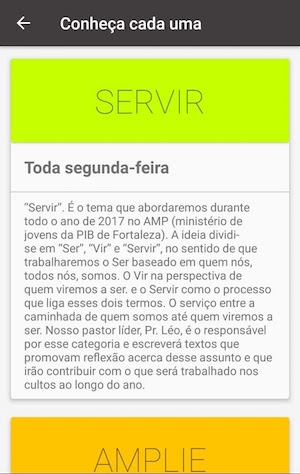 Conheça cada uma
SERVIR
Toda segunda-feira
“Servir”. É o tema que abordaremos durante
todo o ano de 2017 no AMP (ministério de
jovens da PIB de Fortaleza). A ideia dividi-
se em “Ser”, “Vir” e “Servir”, no sentido de que
trabalharemos o Ser baseado em quem nós,
todos nós, somos. O Vir na perspectiva de
quem viremos a ser. e o Servir como o processo
que liga esses dois termos. O serviço entre a
caminhada de quem somos até quem viremos a
ser. Nosso pastor líder, Pr. Léo, é o responsável
por esse categoria e escreverá textos que
promovam reflexão acerca desse assunto e que
irão contribuir com o que será trabalhado nos
cultos ao longo do ano.
AMPLIE